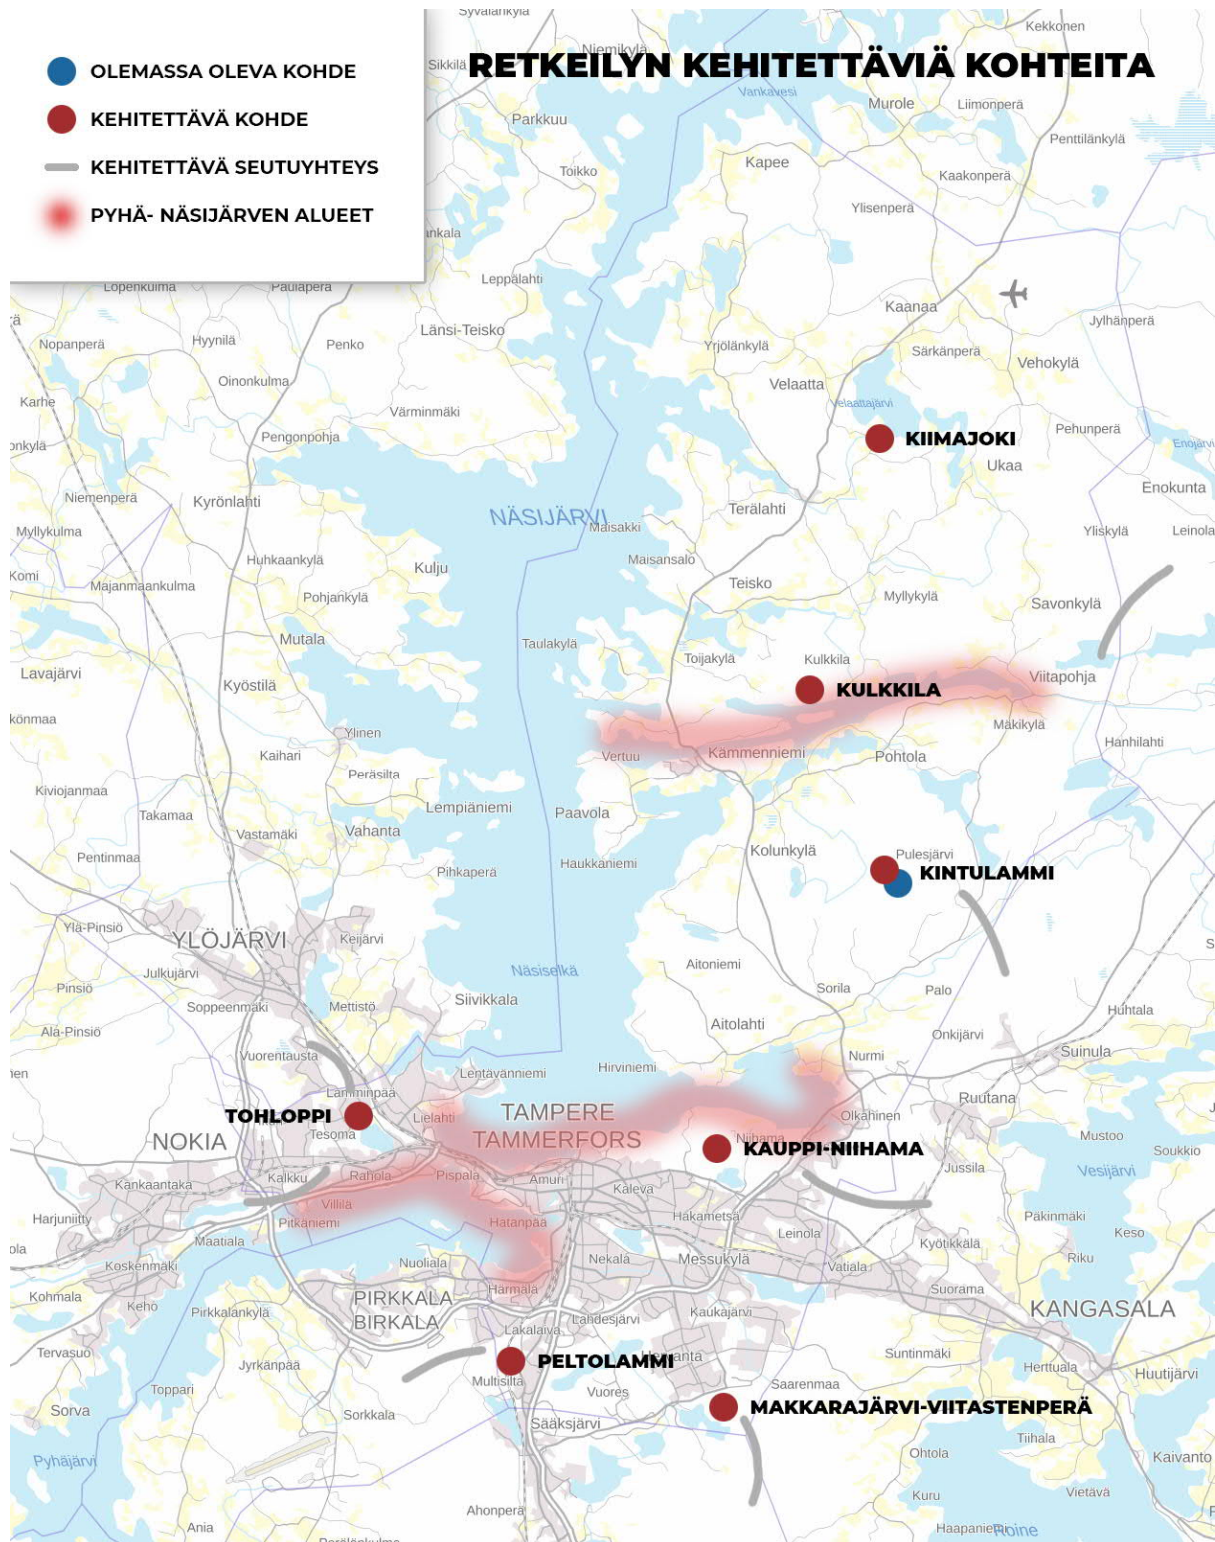 RETKEILYN KEHITETTÄVIÄ KOHTEITA
OLEMASSA OLEVA KOHDE
KEHITETTÄVÄ KOHDE
KEHITETTÄVÄ SEUTUYHTEYS
PYHÄ- NÄSIJÄRVEN ALUEET
Kekkonen
Niemikylä
Sikkilä
Vankavesi
Murole
Liimonperä
Parkkuu
Penttilänkylä
Kapee
Toikko
Kaakonperä
Ylisenperä
Leppälahti
Kaanaa
Länsi-Teisko
Jylhänperä
Nopanperä
Hyynilä
Penko
Yrjölänkylä
Särkänperä
Vehokylä
Oinonkulma
Velaatta
Karhe
Värminmäki
Velaattajärvi
Pengonpohja
KIIMAJOKI
Pehunperä
Enojärvi
Ukaa
Niemenperä
Kyrönlahti
Enokunta
NÄSIJÄRVI
Terälahti
Maisakki
Myllykulma
Yliskylä
Leinola
Huhkaankylä
Kulju
Maisansalo
Komi
Majanmaankulma
Teisko
Pohjankylä
Myllykylä
Savonkylä
Mutala
Taulakylä
Toijakylä
Kulkkila
Lavajärvi
Kyöstilä
Viitapohja
KULKKILA
Ylinen
Mäkikylä
Hanhilahti
Kaihari
Vertuu
Kämmenniemi
Pohtola
Peräsilta
Kiviojanmaa
Takamaa
Lempiäniemi
Paavola
Vastamäki
Vahanta
Pentinmaa
Haukkaniemi
Kolunkylä
Pulesjärvi
Pihkaperä
KINTULAMMI
Ylä-Pinsiö
YLÖJÄRVI
Keijärvi
Julkujärvi
Näsiselkä
Aitoniemi
Pinsiö
Soppeenmäki
Mettistö
Siivikkala
Sorila
Palo
Ala-Pinsiö
Aitolahti
Huhtala
Onkijärvi
Vuorentausta
Nurmi
Suinula
Lentävänniemi
Hirviniemi
Lamminpää
Ruutana
TOHLOPPI
Lielahti
TAMPERE
TAMMERFORS
Olkahinen
Tesoma
NOKIA
Niihama
KAUPPI-NIIHAMA
Mustoo
Soukkio
Vesijärvi
Jussila
Kankaantaka
Kalkku
Rahola
Pispala
Amuri
Kaleva
Villilä
Harjuniitty
Pitkäniemi
Hatanpää
Hakametsä
Päkinmäki
Maatiala
Leinola
Keso
Kyötikkälä
Koskenmäki
Nuoliala
Nekala
Messukylä
Vatiala
Riku
Kohmala
Keho
Pirkkalankylä
PIRKKALA
BIRKALA
Härmälä
Suorama
KANGASALA
Lahdesjärvi
Kaukajärvi
Lakalaiva
Tervasuo
Jyrkänpää
PELTOLAMMI
Suntinmäki
Herttuala
Huutijärvi
Toppari
Multisilta
Vuores
Saarenmaa
Sorva
Sorkkala
Sääksjärvi
MAKKARAJÄRVI-VIITASTENPERÄ
Tiihala
Ohtola
Kaivanto
Pyhäjärvi
Vietävä
Kuru
Ahonperä
Ania
Haapaniemi
Roine